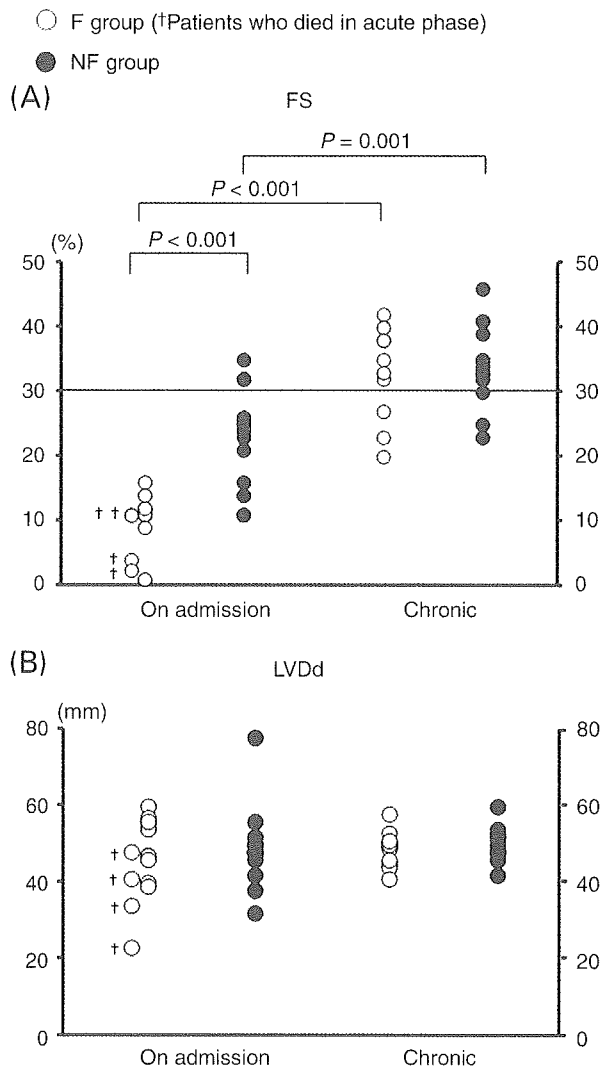 F group (†Patients who died in acute phase)
NF group
(A)
FS
P = 0.001
P < 0.001
(%)
P < 0.001
50 50
40 40
30 30
20 20
† †
10 10
†
†
0 0
On admission Chronic
(B)
LVDd
(mm)
80 80
60 60
†
40 † 40
†
20 † 20
0 0
On admission Chronic